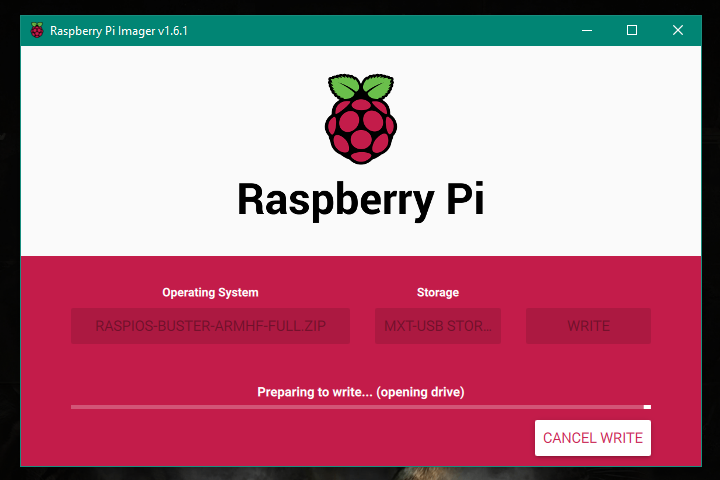 Raspberry Pi Imager v1.6.1
Raspberry Pi
Operating System
Storage
RASPIOS-BUSTER-ARMHF-FULL.ZIP
MXT-USB STOR...
WRITE
Preparing to write... (opening drive)
CANCEL WRITE